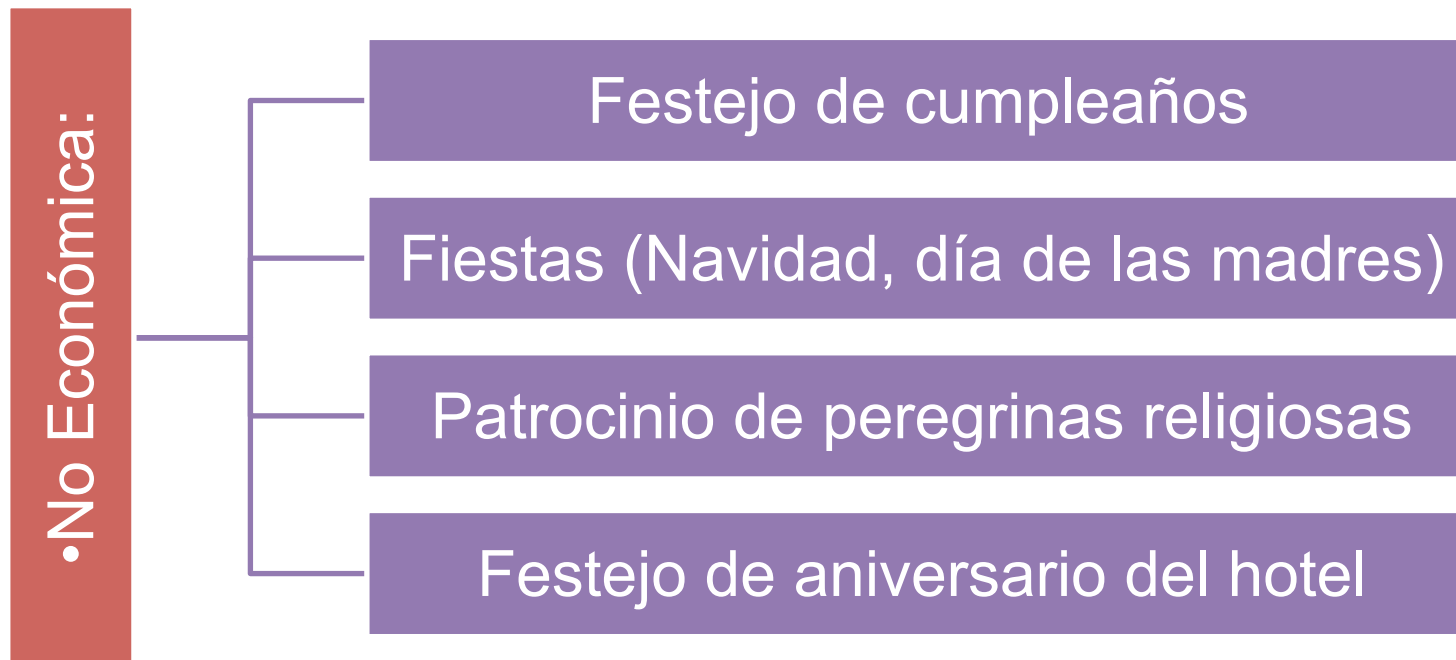 •No Económica:
Festejo de cumpleaños
Fiestas (Navidad, día de las madres)
Patrocinio de peregrinas religiosas
Festejo de aniversario del hotel